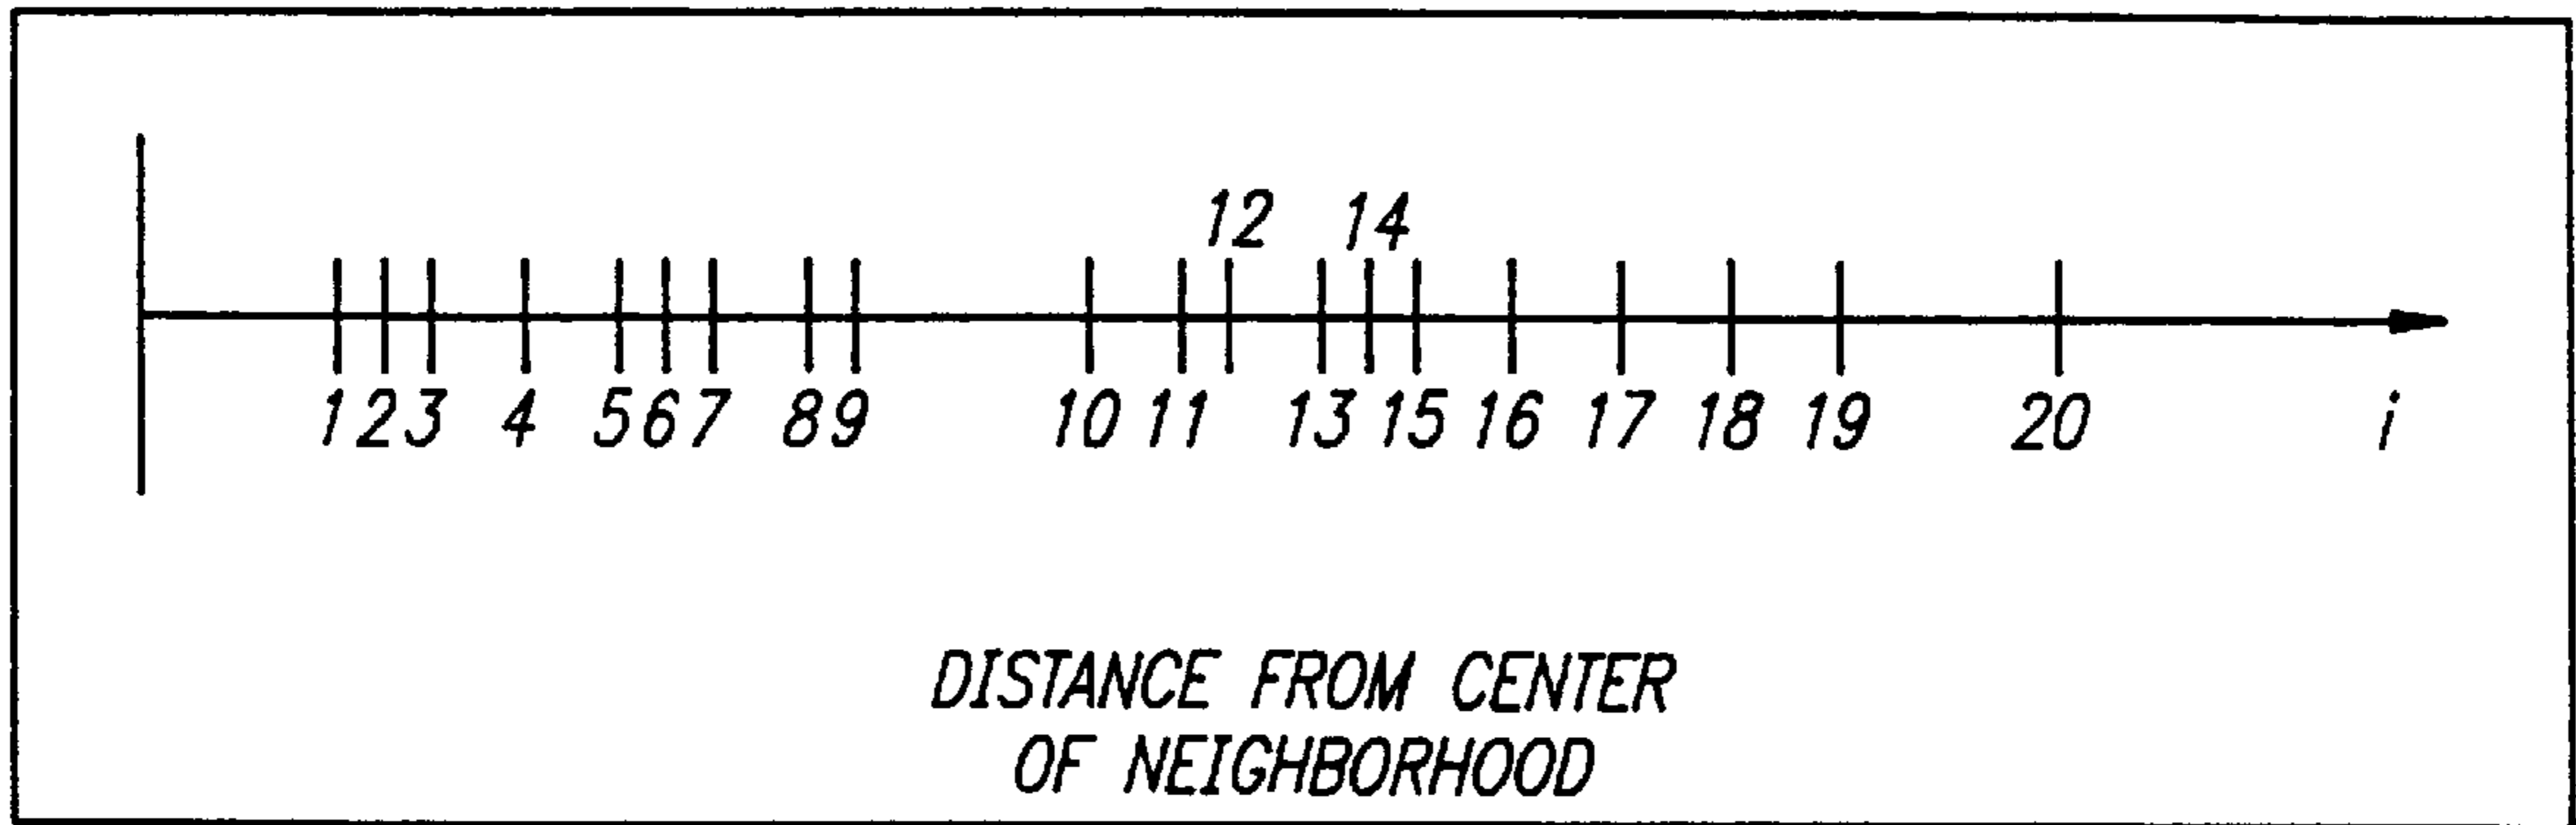 12 14
1 2 3 4 5 6 7 8 9 10 11 13 15 16 17 18 19 20 i
DISTANCE FROM CENTER
OF NEIGHBORHOOD